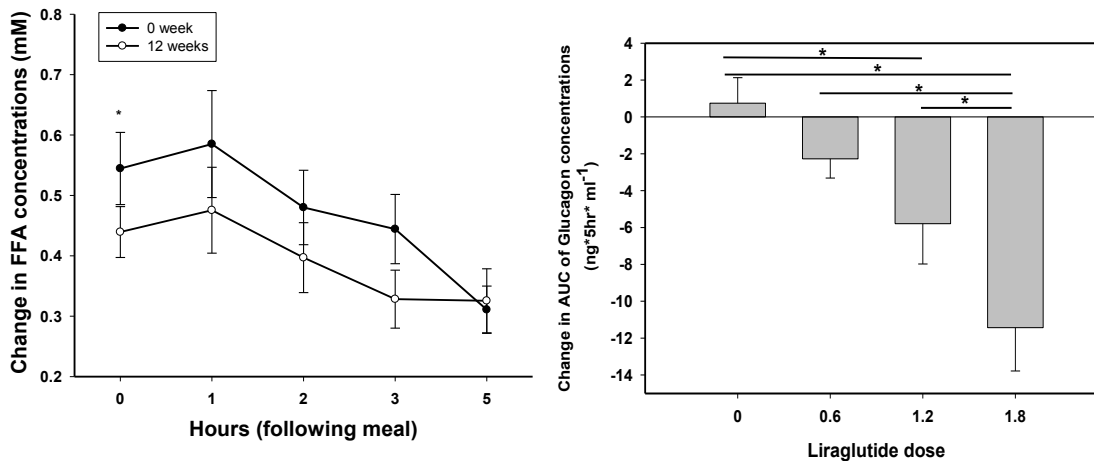 Change in FFA concentrations (mM)
0.8
0.7
0.6
0.5
0.4
0.3
0.2
0 week
12 weeks
*
0 1 2 3 5
Hours (following meal)
Change in AUC of Glucagon concentrations
(ng*5hr* ml-1)
4
2
0
-2
-4
-6
-8
-10
-12
-14
*
*
*
*
0 0.6 1.2 1.8
Liraglutide dose